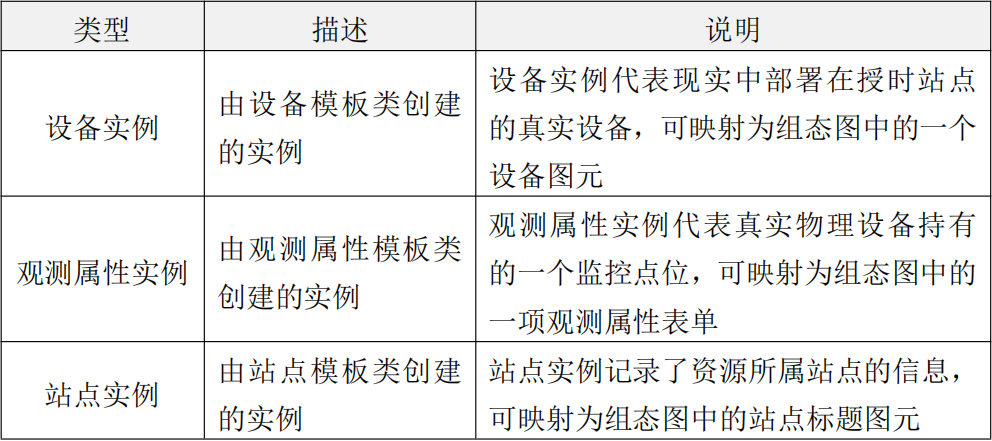 类型
描述
说明
设备实例
由设备模板类创建
的实例
设备实例代表现实中部署在授时站点
的真实设备，可映射为组态图中的一个
设备图元
观测属性实例
由观测属性模板类
创建的实例
观测属性实例代表真实物理设备持有
的一个监控点位，可映射为组态图中的
一项观测属性表单
站点实例
由站点模板类创建
的实例
站点实例记录了资源所属站点的信息，
可映射为组态图中的站点标题图元